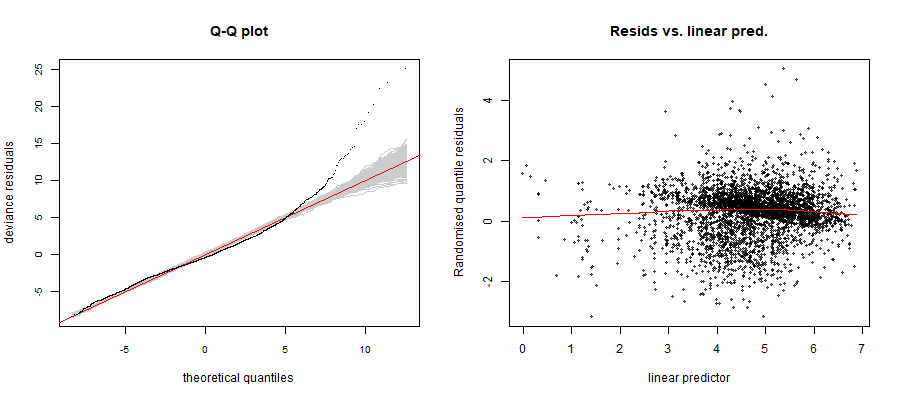 Q-Q plot
deviance residuals
25
20
15
10
5
0
-5
-5 0 5 10
theoretical quantiles
Resids vs. linear pred.
Randomised quantile residuals
4
2
0
-2
0 1 2 3 4 5 6 7
linear predictor